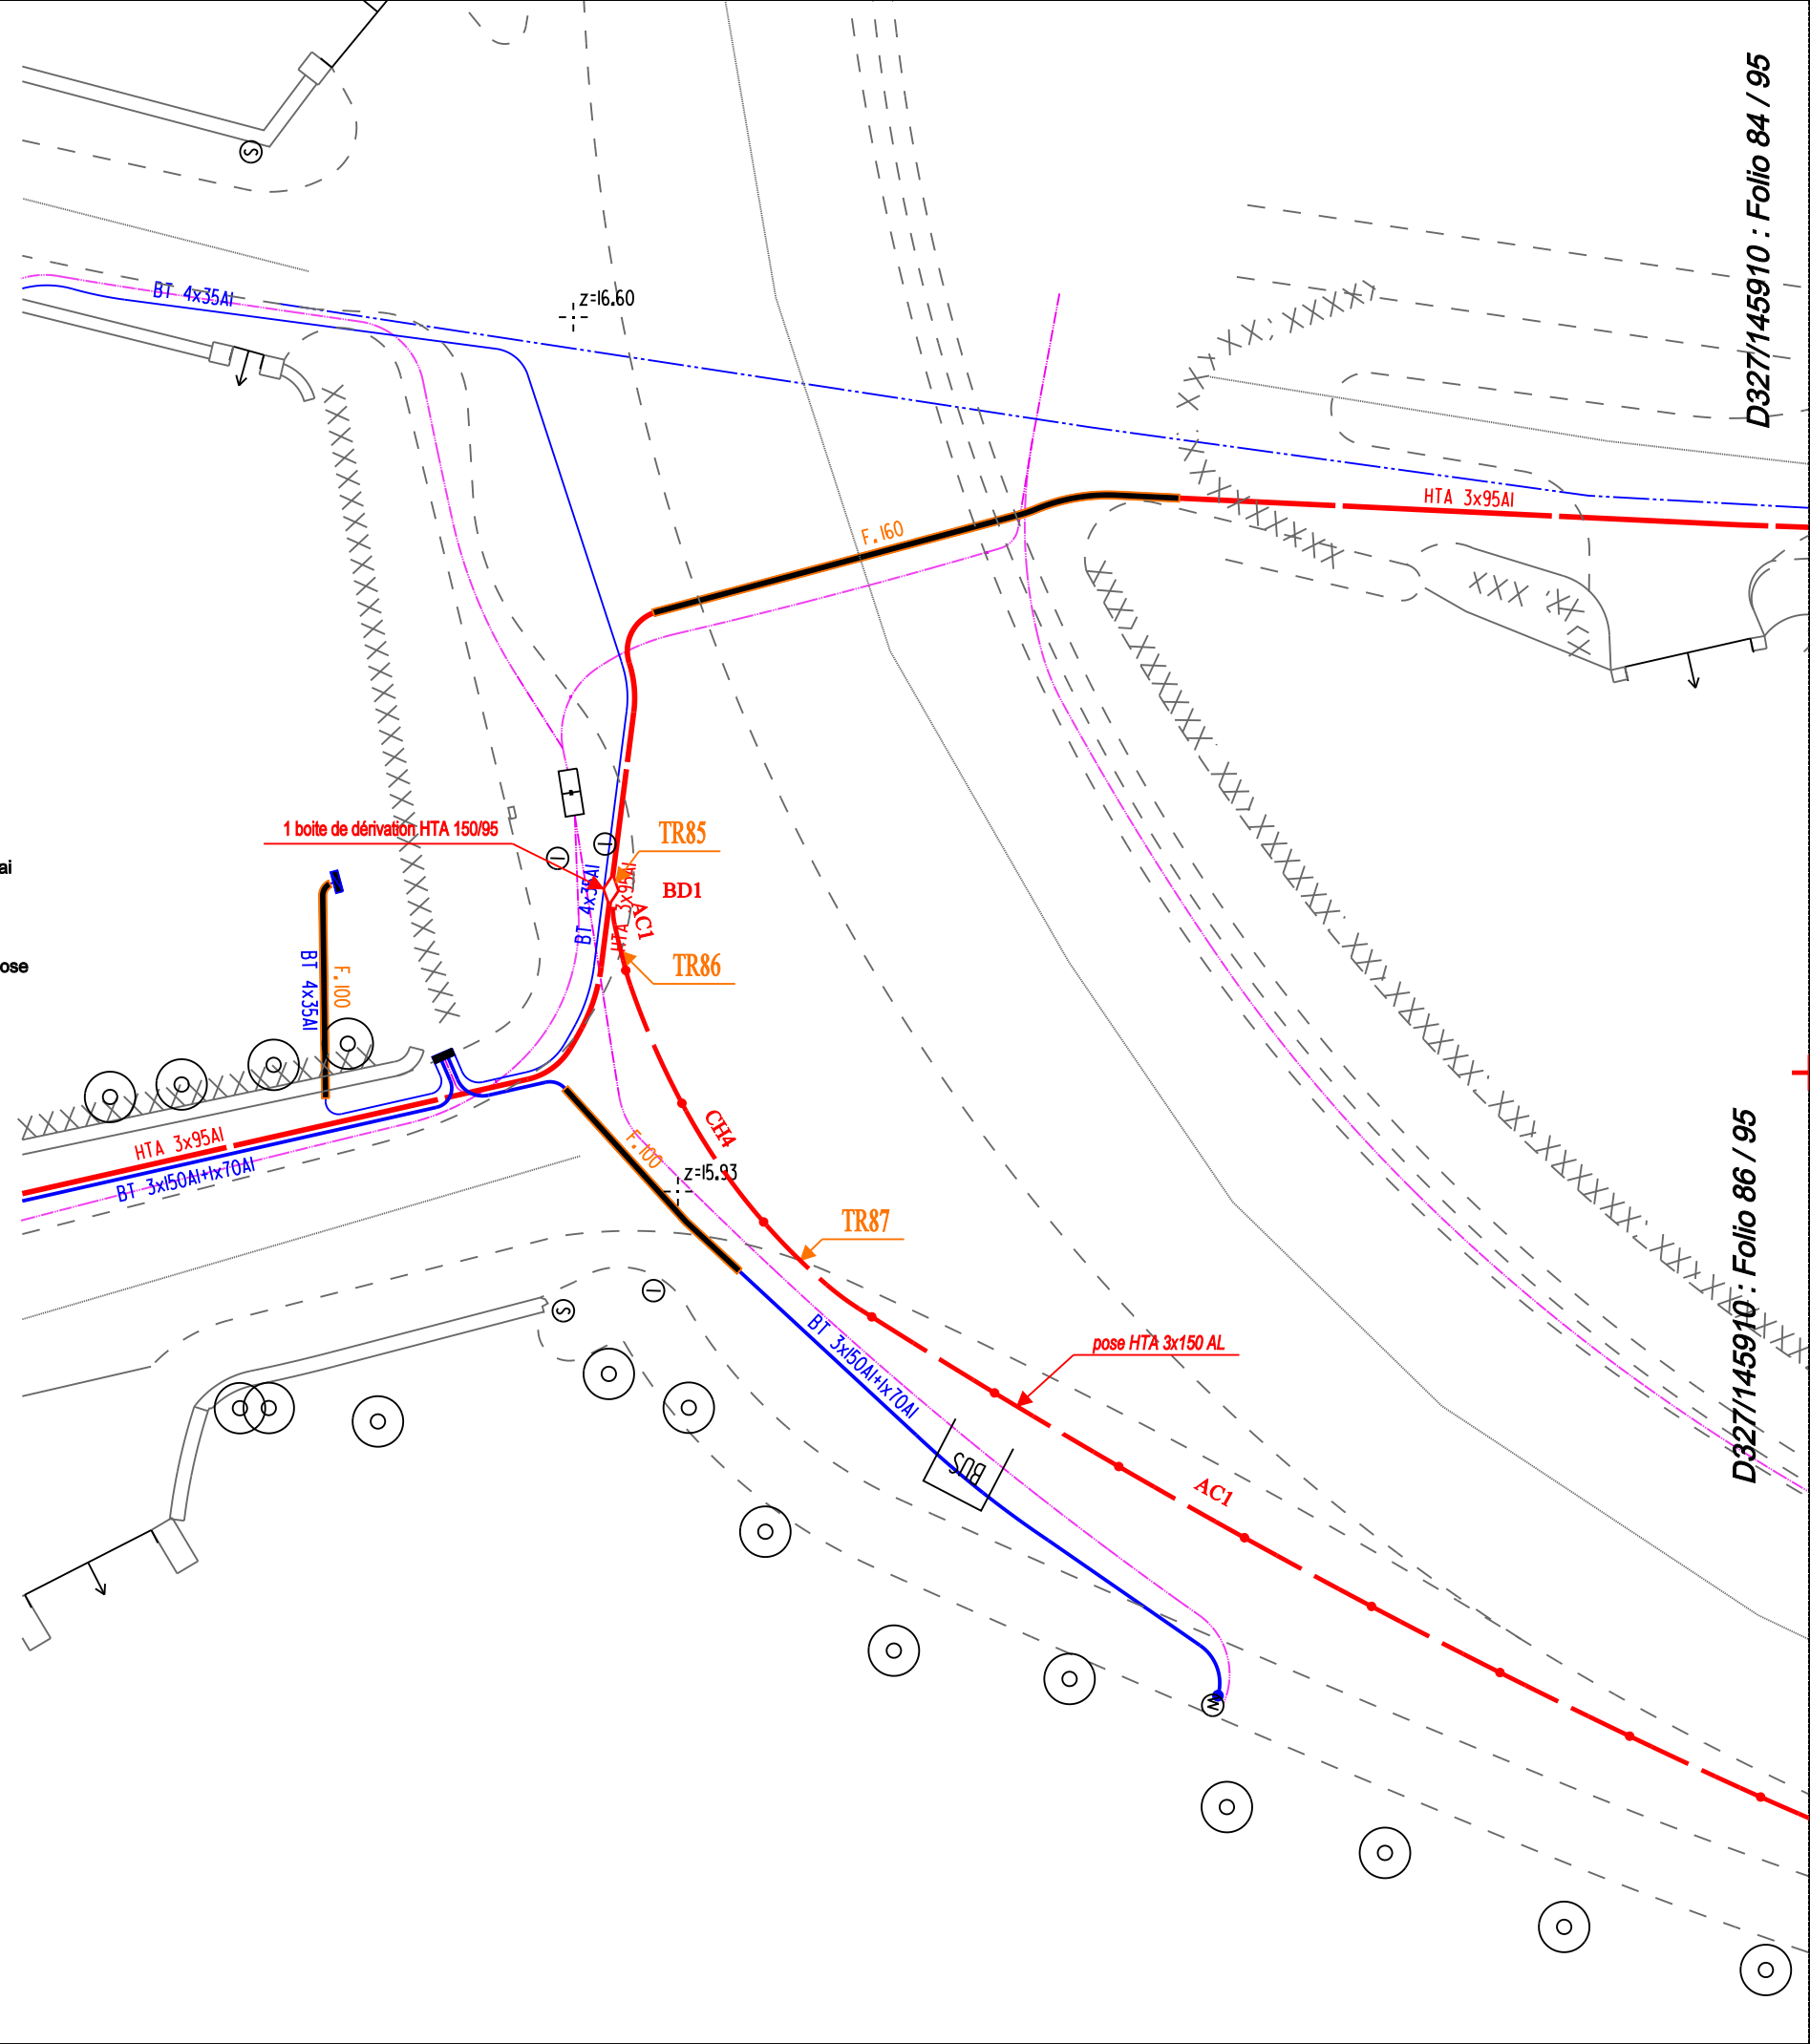 D327/145910 : Folio 84 / 95
BT 4x35Al
z=16.60
HTA 3x95Al
F.160
1 boite de dérivation HTA 150/95
TR85
BD1
BT 4x35Al
HTA 3x95Al
AC1
TR86
ai
ose
BT 4x35Al
F.100
HTA 3x95Al
BT 3x150Al+1x70Al
F.100
CH4
z=15.93
TR87
BT 3x150Al+1x70Al
pose HTA 3x150 AL
BUS
AC1
D327/145910 : Folio 86 / 95
S
I
I
S
I